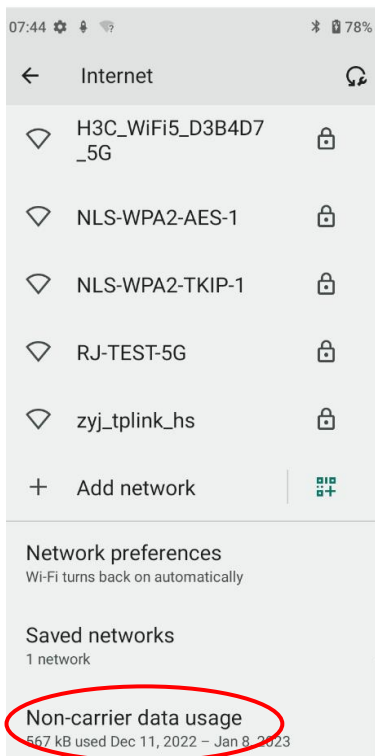 07:44 78%
Internet
H3C_WiFi5_D3B4D7
_5G
NLS-WPA2-AES-1
NLS-WPA2-TKIP-1
RJ-TEST-5G
zyj_tplink_hs
Add network
Network preferences
Wi-Fi turns back on automatically
Saved networks
1 network
Non-carrier data usage
567 kB used Dec 11, 2022 – Jan 8, 2023